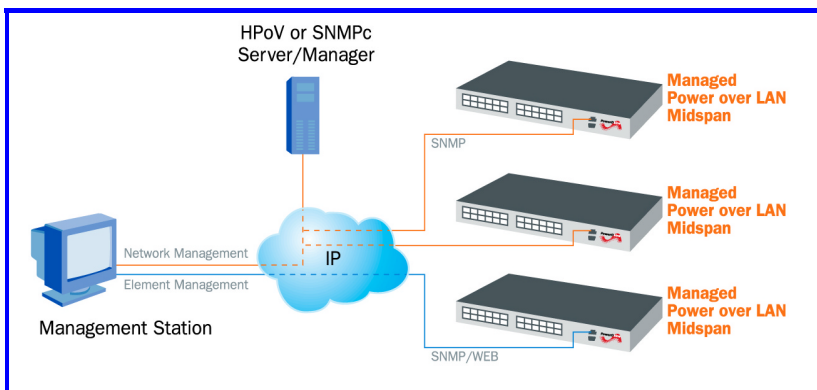 HPoV or SNMPc
Server/Manager
Managed
Power over LAN
Midspan
SNMP
Managed
Power over LAN
Midspan
Network Management
IP
Element Management
Managed
Power over LAN
Midspan
Management Station
SNMP/WEB